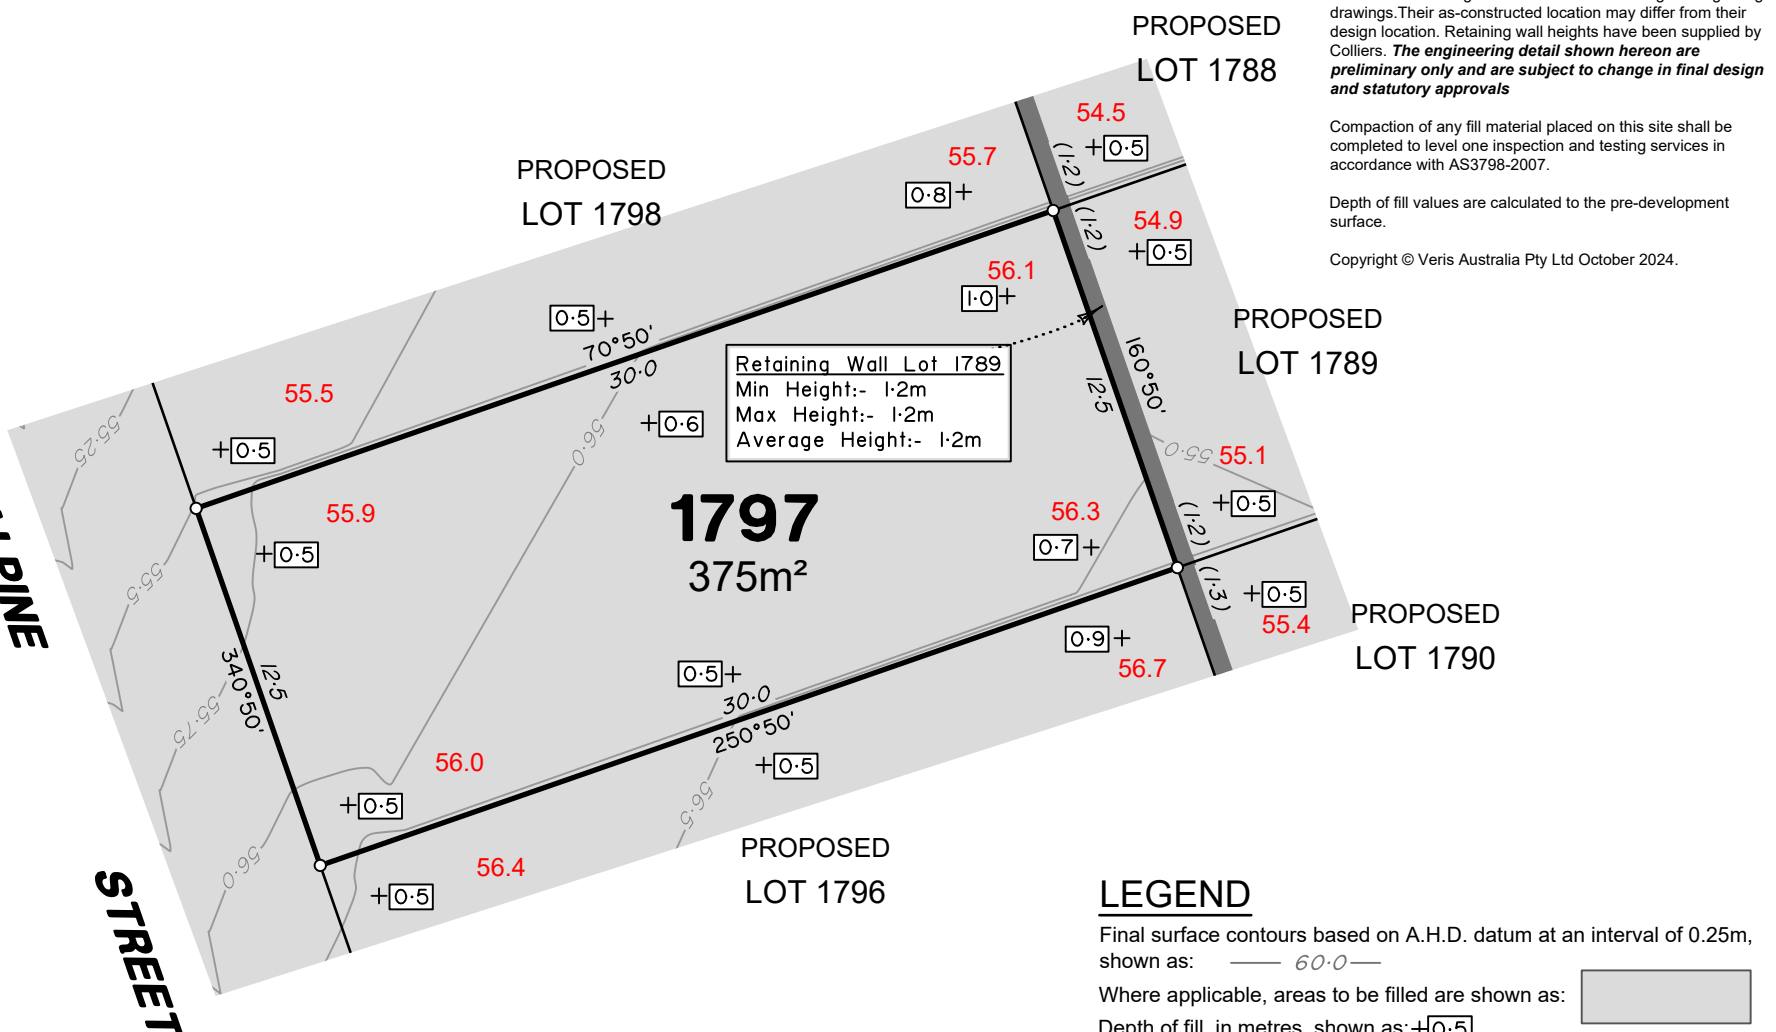 drawings.Their as-constructed location may differ from their
design location. Retaining wall heights have been supplied by
Colliers. The engineering detail shown hereon are
preliminary only and are subject to change in final design
and statutory approvals
Compaction of any fill material placed on this site shall be
completed to level one inspection and testing services in
accordance with AS3798-2007.
Depth of fill values are calculated to the pre-development
surface.
Copyright © Veris Australia Pty Ltd October 2024.
PROPOSED
LOT 1788
54.5
+0·5
(1·2)
PROPOSED
LOT 1798
55.7
0·8+
(1·2)
54.9
+0·5
56.1
1·0+
0·5+
70°50'
30·0
PROPOSED
LOT 1789
Retaining Wall Lot 1789
Min Height:- 1·2m
Max Height:- 1·2m
Average Height:- 1·2m
160°50'
12·5
55.5
+0·5
55·25
56·0
+0·6
55·0
55.1
+0·5
(1·2)
1797
375m²
55.9
+0·5
56.3
0·7+
55·5
(1·3)
+0·5
55.4
PROPOSED
LOT 1790
0·9+
56.7
340°50'
12·5
55·75
0·5+
30·0
250°50'
56.0
+0·5
+0·5
56·5
56·0
56.4
+0·5
PROPOSED
LOT 1796
STREET
LEGEND
Final surface contours based on A.H.D. datum at an interval of 0.25m,
shown as: 60·0
Where applicable, areas to be filled are shown as:
Depth of fill, in metres, shown as:+0·5